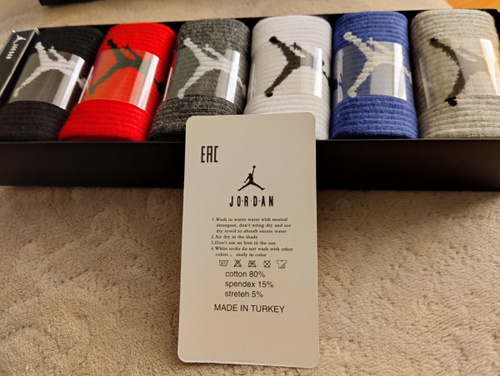 EAC
JORDAN
1.Wash in warm water with neutral
detergent, don't wring dry and use
dry towel to absorb excess water
2.Air dry in the shade
3.Don't use an iron in the sun
4.White socks do not wash with other
colors , easily in color
cotton 80%
spendex 15%
streteh 5%
MADE IN TURKEY